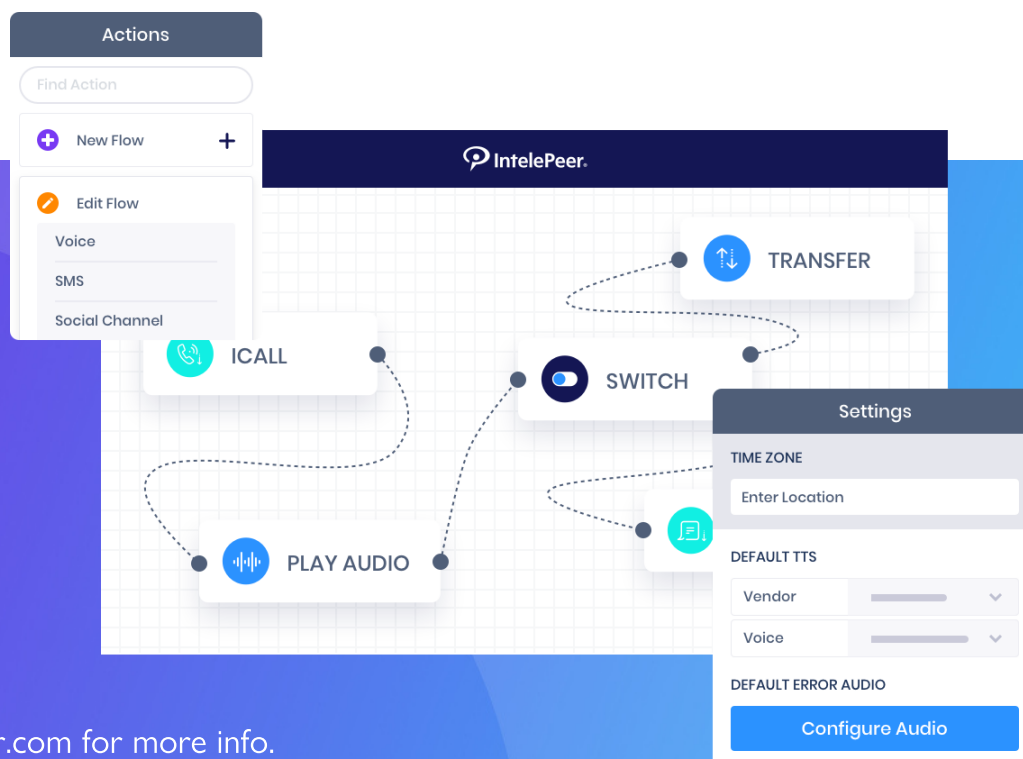 Actions
Find Action
New Flow
Edit Flow
Voice
SMS
Social Channel
IntelePeer.
TRANSFER
ICALL
SWITCH
PLAY AUDIO
Settings
TIME ZONE
Enter Location
DEFAULT TTS
Vendor
Voice
DEFAULT ERROR AUDIO
Configure Audio
r.com for more info.